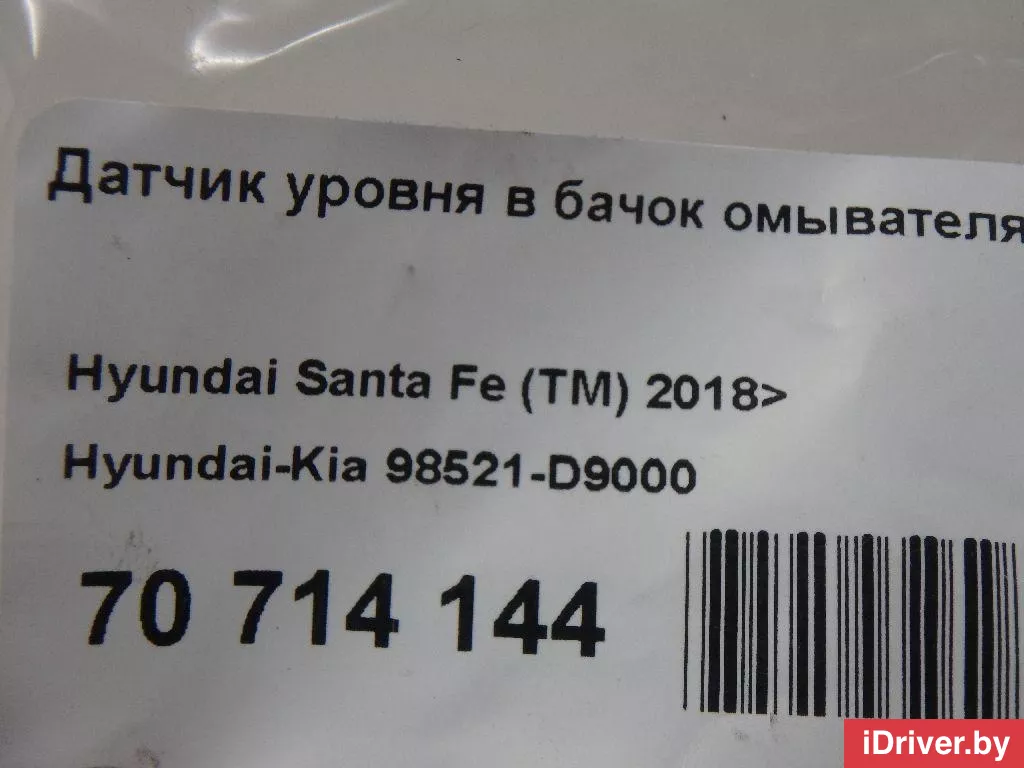 Датчик уровня в бачок омывателя
Hyundai Santa Fe (TM) 2018>
Hyundai-Kia 98521-D9000
70 714 144
iDriver.by